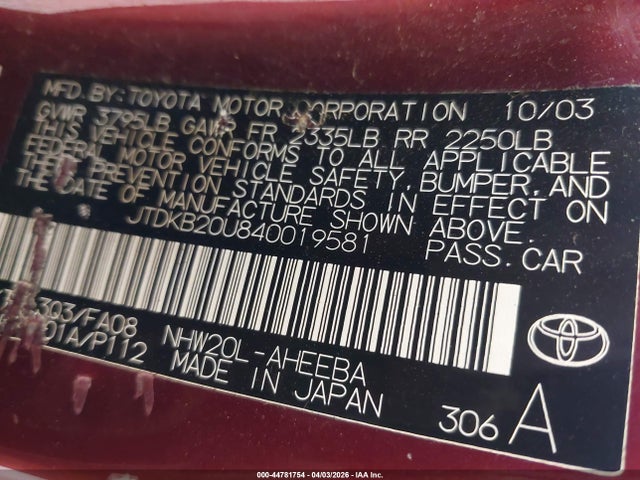 MFD.BY:TOYOTA MOTOR CORPORATION 10/03
GVWR 3795LB GAWR FR 2335LB RR 2250LB
THIS VEHICLE CONFORMS TO ALL APPLICABLE
FEDERAL MOTOR VEHICLE SAFETY,BUMPER,AND
THEFT PREVENTION STANDARDS IN EFFECT ON
THE DATE OF MANUFACTURE SHOWN ABOVE.
JTDKB20U840019581 PASS.CAR
303/FA08 NHW20L-AHEEBA
01A/P112 MADE IN JAPAN
306 A
000-44781754 | 04/03/2026 | IAA Inc.